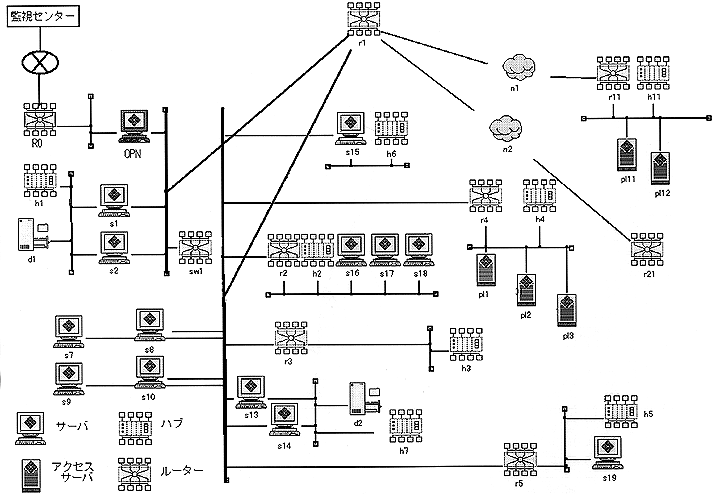 監視センター
r1
n1
r11
h11
R0
OPN
s15
h6
n2
pl11
pl12
h1
s1
r4
h4
d1
s2
sw1
r2
h2
s16
s17
s18
r21
pl1
pl2
pl3
s7
s8
r3
h3
s9
s10
s13
d2
サーバ
ハブ
s14
h7
h5
アクセス
サーバ
ルーター
r5
s19